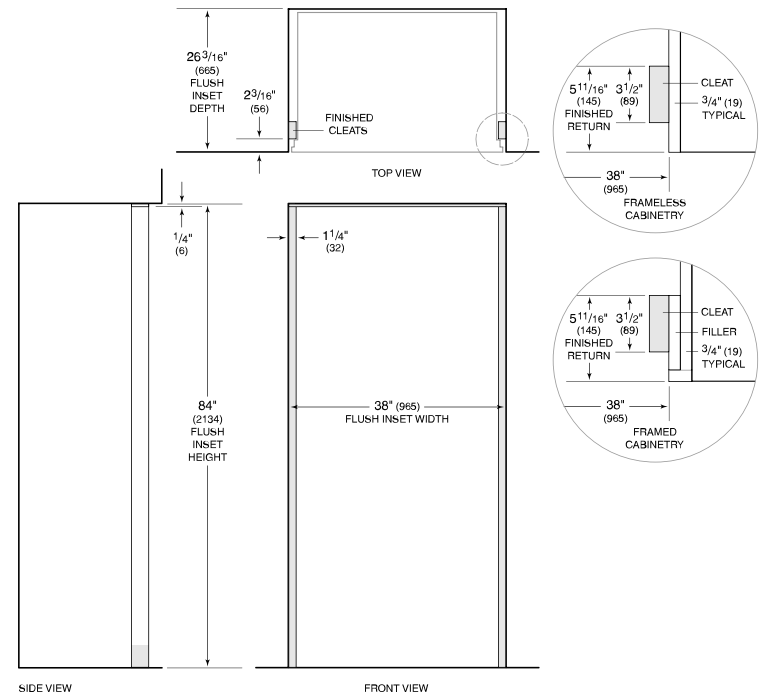 26 3/16"
(665)
FLUSH
INSET
DEPTH
2 3/16"
(56)
FINISHED
CLEATS
TOP VIEW
5 11/16"
(145)
FINISHED
RETURN
3 1/2"
(89)
CLEAT
3/4" (19)
TYPICAL
38"
(965)
FRAMELESS
CABINETRY
1/4"
(6)
1 1/4"
(32)
5 11/16"
(145)
FINISHED
RETURN
3 1/2"
(89)
CLEAT
FILLER
3/4" (19)
TYPICAL
38"
(965)
FRAMED
CABINETRY
84"
(2134)
FLUSH
INSET
HEIGHT
38" (965)
FLUSH INSET WIDTH
SIDE VIEW
FRONT VIEW